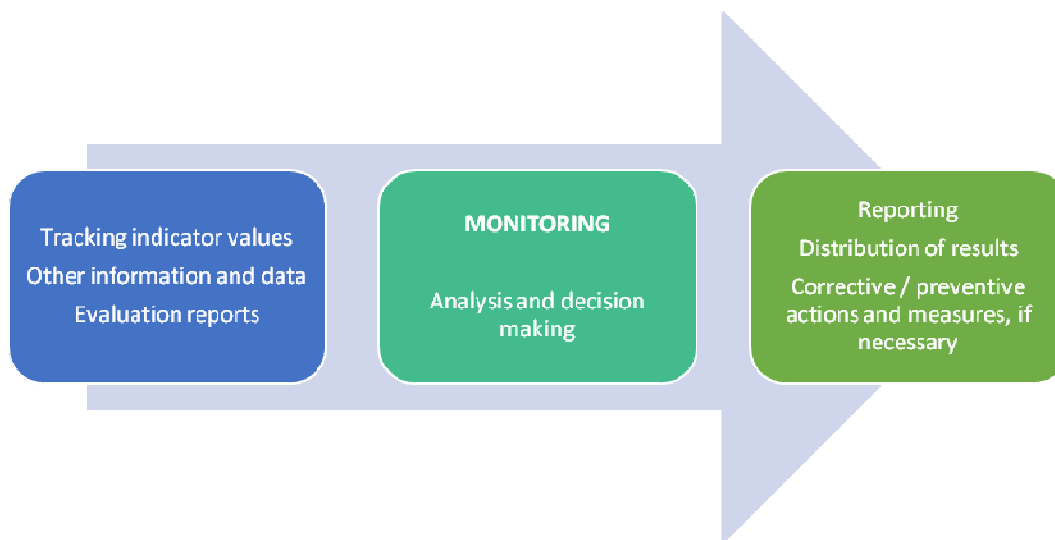 Tracking indicator values
Other information and data
Evaluation reports
MONITORING
Analysis and decision
making
Reporting
Distribution of results
Corrective / preventive
actions and measures, if
necessary